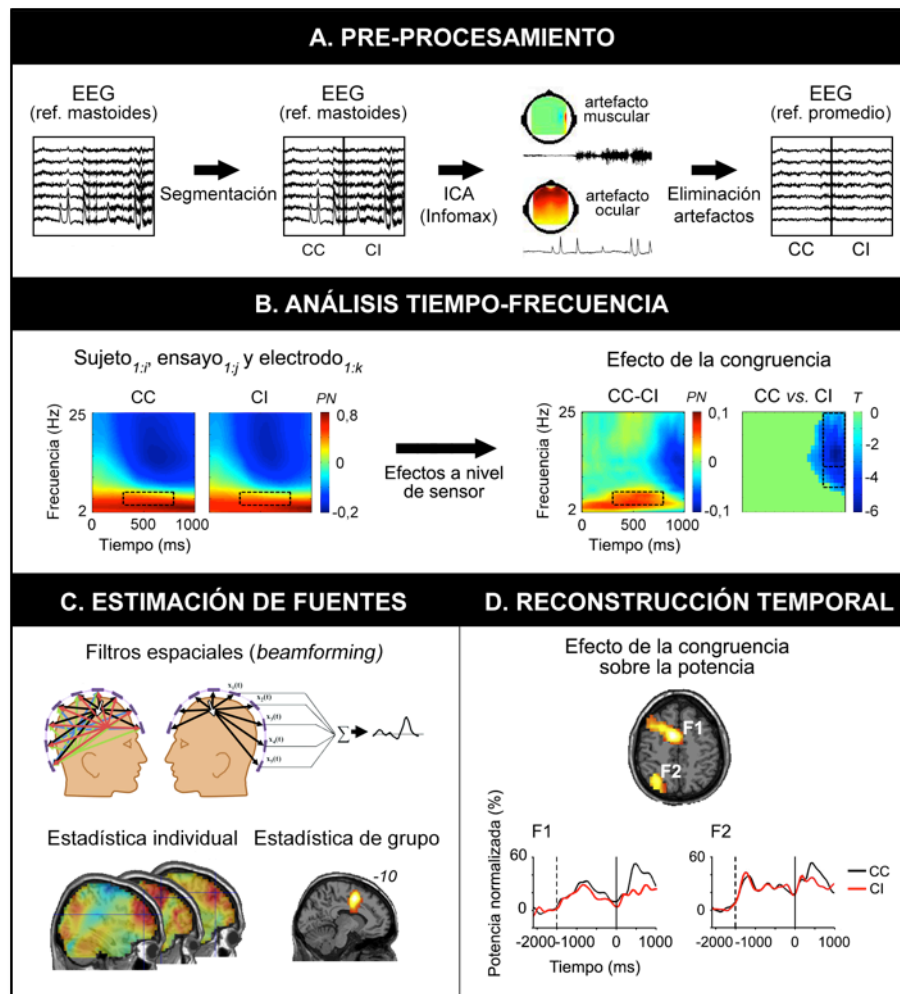 A. PRE-PROCESAMIENTO
EEG
(ref. mastoides)
Segmentación
EEG
(ref. mastoides)
CC CI
ICA
(Infomax)
artefacto
muscular
artefacto
ocular
Eliminación
artefactos
EEG
(ref. promedio)
CC CI
B. ANÁLISIS TIEMPO-FRECUENCIA
Sujeto1:i, ensayo1:j y electrodo1:k
CC CI PN
Frecuencia (Hz)
25
2
0 500 1000
Tiempo (ms)
0,8
0
-0,2
Efectos a nivel
de sensor
Efecto de la congruencia
CC-CI PN
Frecuencia (Hz)
25
2
0 500 1000
Tiempo (ms)
0,1
0
-0,1
CC vs. CI T
0
-2
-4
-6
C. ESTIMACIÓN DE FUENTES
Filtros espaciales (beamforming)
x1(t)
x2(t)
x3(t)
x4(t)
x5(t)
Σ
Estadística individual
Estadística de grupo
-10
D. RECONSTRUCCIÓN TEMPORAL
Efecto de la congruencia
sobre la potencia
F1
F2
Potencia normalizada (%)
F1
60
0
-2000 -1000 0 1000
Tiempo (ms)
F2
60
0
-2000 -1000 0 1000
CC
CI